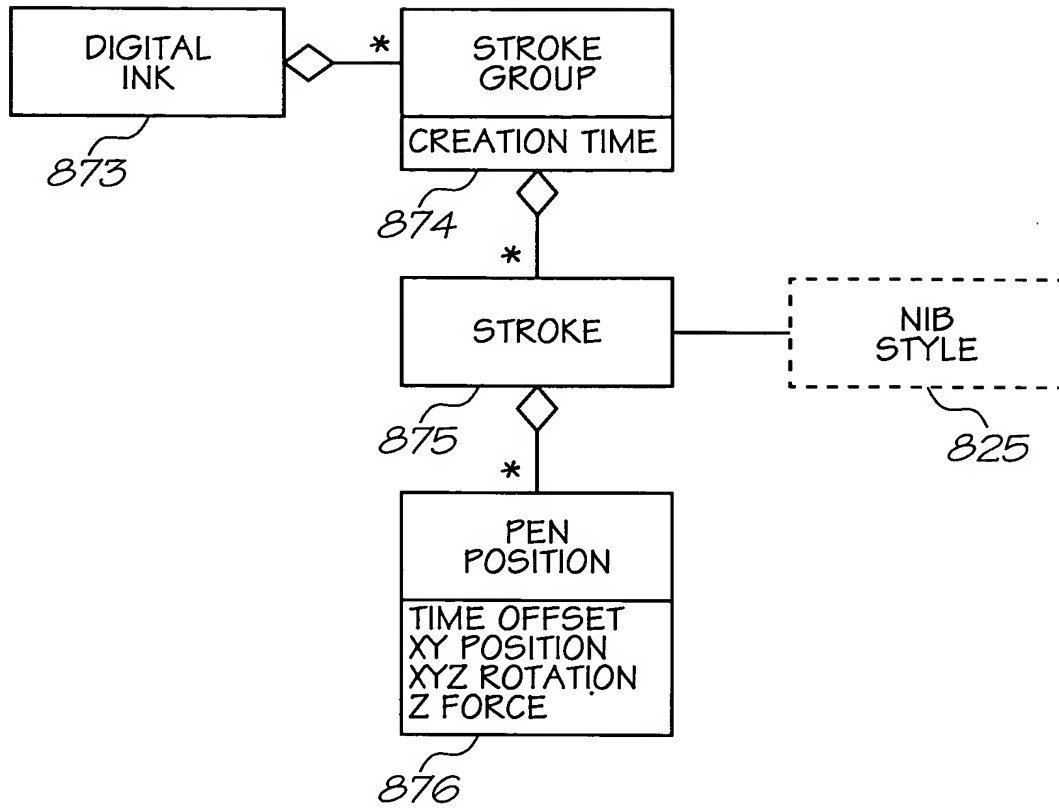 DIGITAL
INK
873
*
STROKE
GROUP
CREATION TIME
874
*
STROKE
875
NIB
STYLE
825
*
PEN
POSITION
TIME OFFSET
XY POSITION
XYZ ROTATION
Z FORCE
876